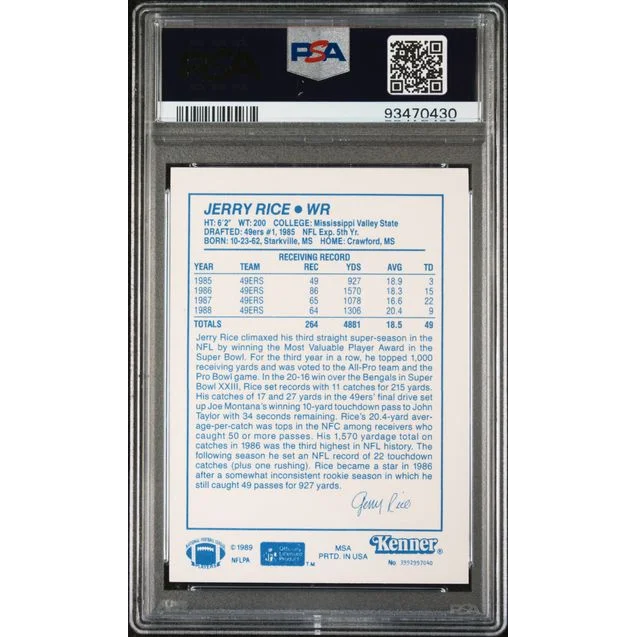 PSA
93470430
JERRY RICE • WR
HT: 6'2" WT: 200 COLLEGE: Mississippi Valley State
DRAFTED: 49ers #1, 1985 NFL Exp. 5th Yr.
BORN: 10-23-62, Starkville, MS HOME: Crawford, MS
RECEIVING RECORD
YEAR TEAM REC YDS AVG TD
1985 49ERS 49 927 18.9 3
1986 49ERS 86 1570 18.3 15
1987 49ERS 65 1078 16.6 22
1988 49ERS 64 1306 20.4 9
TOTALS 264 4881 18.5 49
Jerry Rice climaxed his third straight super-season in the
NFL by winning the Most Valuable Player Award in the
Super Bowl. For the third year in a row, he topped 1,000
receiving yards and was voted to the All-Pro team and the
Pro Bowl game. In the 20-16 win over the Bengals in Super
Bowl XXIII, Rice set records with 11 catches for 215 yards.
His catches of 17 and 27 yards in the 49ers' final drive set
up Joe Montana's winning 10-yard touchdown pass to John
Taylor with 34 seconds remaining. Rice's 20.4-yard aver-
age-per-catch was tops in the NFC among receivers who
caught 50 or more passes. His 1,570 yardage total on
catches in 1986 was the third highest in NFL history. The
following season he set an NFL record of 22 touchdown
catches (plus one rushing). Rice became a star in 1986
after a somewhat inconsistent rookie season in which he
still caught 49 passes for 927 yards.
Jerry Rice
© 1989
NFLPA
Officially
Licensed
Product
TM
MSA
PRTD. IN USA
Kenner®
No. 3992997040
PSA